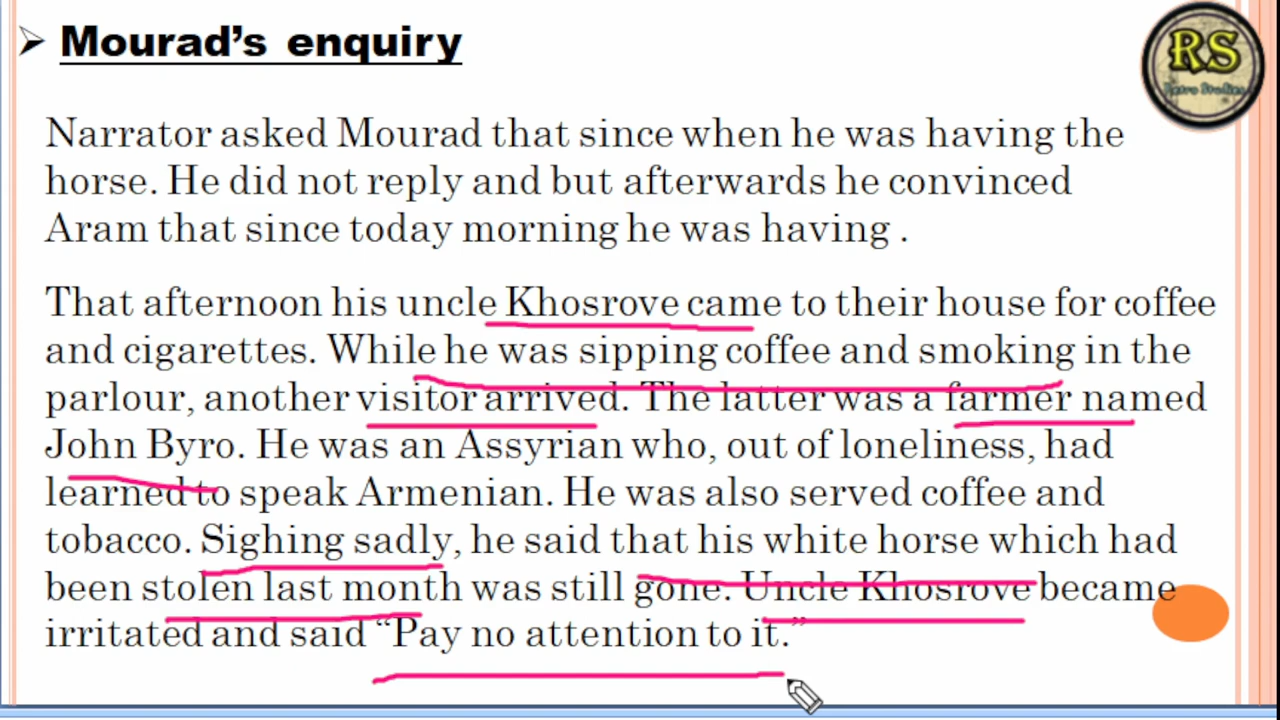 Mourad's enquiry
RS
Retro Studies
Narrator asked Mourad that since when he was having the
horse. He did not reply and but afterwards he convinced
Aram that since today morning he was having .
That afternoon his uncle Khosrove came to their house for coffee
and cigarettes. While he was sipping coffee and smoking in the
parlour, another visitor arrived. The latter was a farmer named
John Byro. He was an Assyrian who, out of loneliness, had
learned to speak Armenian. He was also served coffee and
tobacco. Sighing sadly, he said that his white horse which had
been stolen last month was still gone. Uncle Khosrove became
irritated and said “Pay no attention to it.”